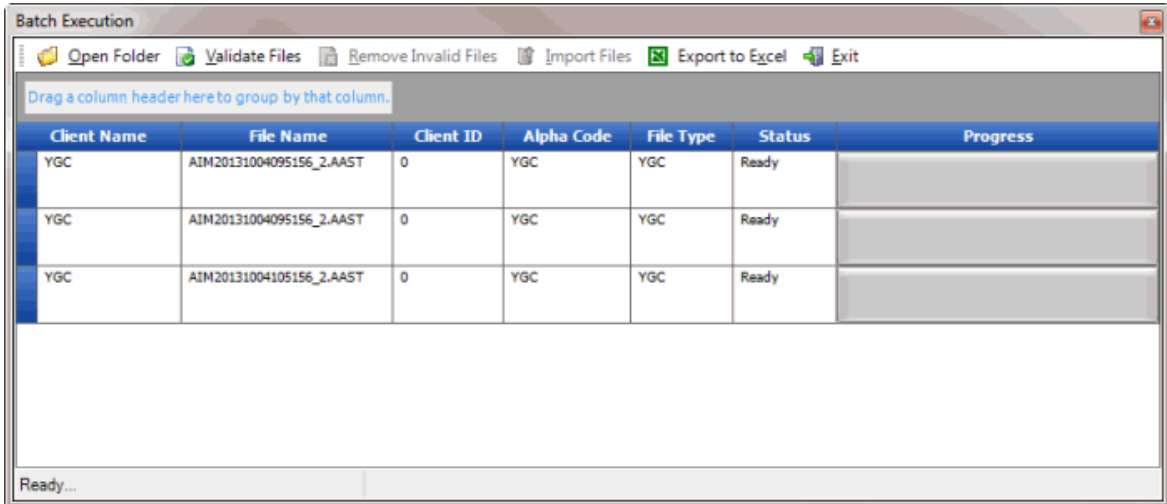 Batch Execution
Open Folder Validate Files Remove Invalid Files Import Files Export to Excel Exit
Drag a column header here to group by that column.
Client Name File Name Client ID Alpha Code File Type Status Progress
YGC AIM20131004095156_2.AAST 0 YGC YGC Ready
YGC AIM20131004095156_2.AAST 0 YGC YGC Ready
YGC AIM20131004105156_2.AAST 0 YGC YGC Ready
Ready...